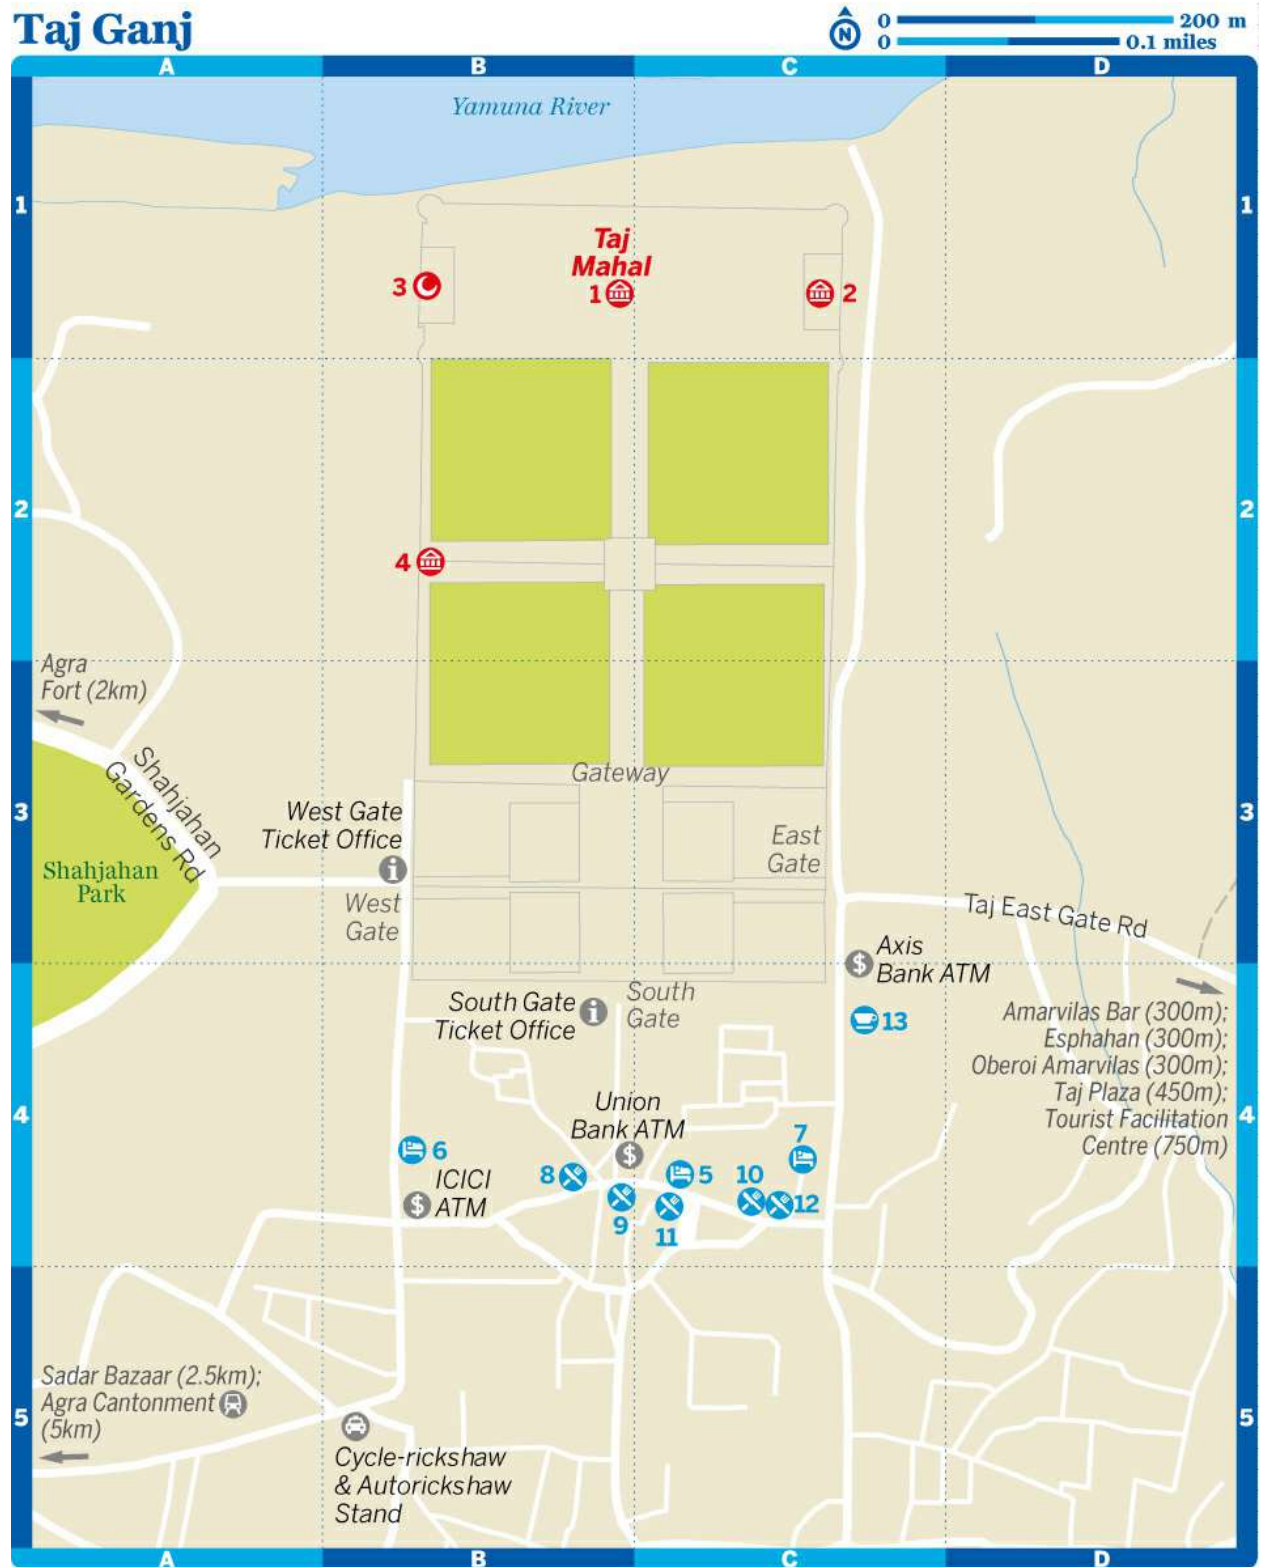 Taj Ganj
N
0 200 m
0 0.1 miles
A B C D
Yamuna River
1 1
Taj
Mahal
3
1
2
2 2
4
Agra
Fort (2km)
Shahjahan
Gardens Rd
Gateway
3 3
West Gate
Ticket Office
i
East
Gate
Shahjahan
Park
West
Gate
Taj East Gate Rd
Axis
$ Bank ATM
South Gate
Ticket Office
i
South
Gate
13
Amarvilas Bar (300m);
Esphahan (300m);
Oberoi Amarvilas (300m);
Taj Plaza (450m);
Tourist Facilitation
Centre (750m)
4 4
Union
Bank ATM
$
7
6
8
5
10
ICICI
$ ATM
12
9
11
Sadar Bazaar (2.5km);
Agra Cantonment
(5km)
5 5
Cycle-rickshaw
& Autorickshaw
Stand
A B C D